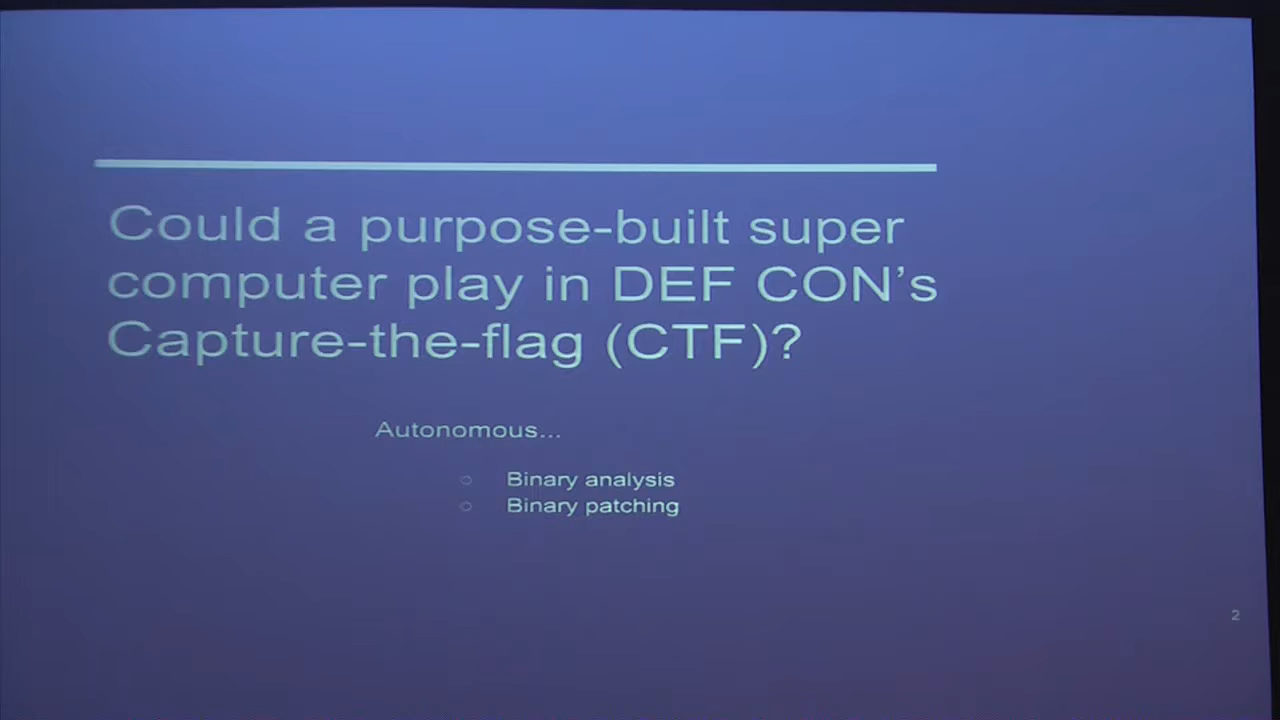 Could a purpose-built super
computer play in DEF CON’s
Capture-the-flag (CTF)?
Autonomous...
○ Binary analysis
○ Binary patching
2